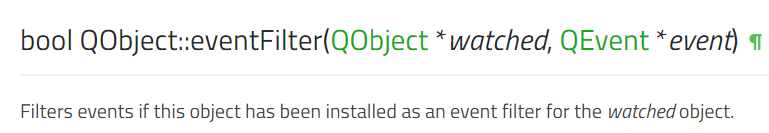 bool QObject::eventFilter(QObject *watched, QEvent *event) ¶
Filters events if this object has been installed as an event filter for the watched object.